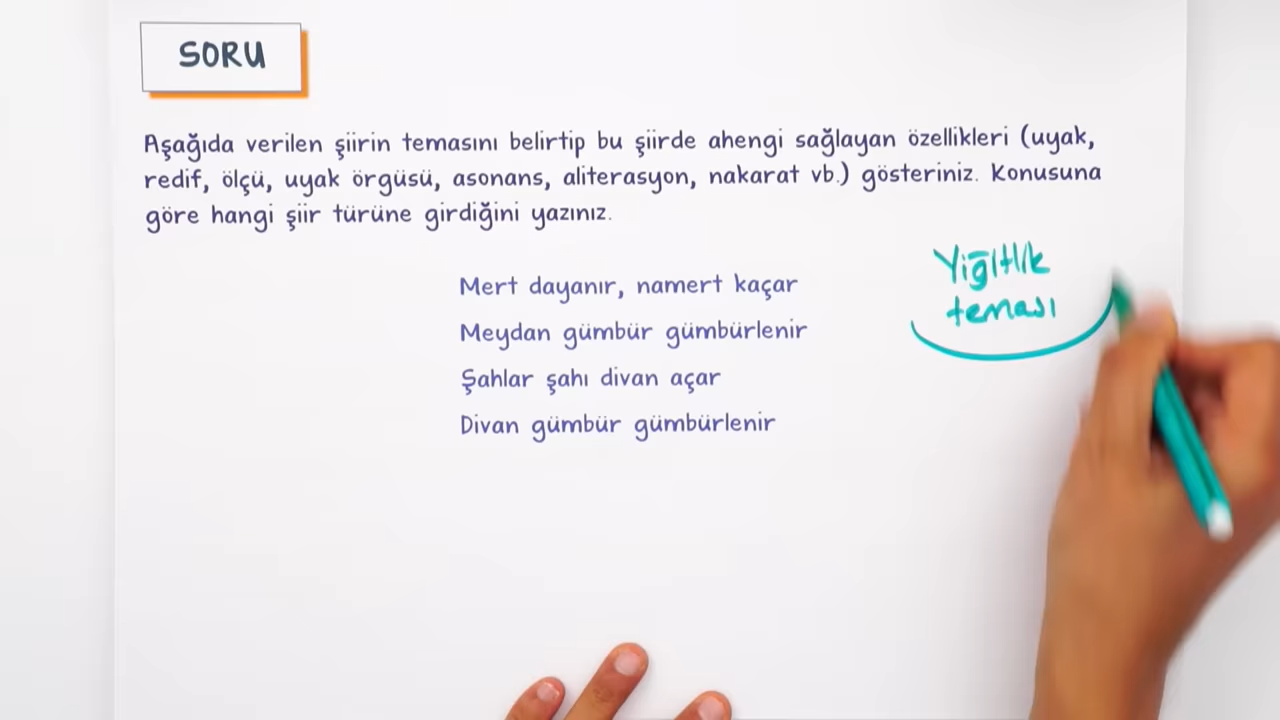 SORU
Aşağıda verilen şiirin temasını belirtip bu şiirde ahengi sağlayan özellikleri (uyak,
redif, ölçü, uyak örgüsü, asonans, aliterasyon, nakarat vb.) gösteriniz. Konusuna
göre hangi şiir türüne girdiğini yazınız.
Yiğitlik
teması
Mert dayanır, namert kaçar
Meydan gümbür gümbürlenir
Şahlar şahı divan açar
Divan gümbür gümbürlenir